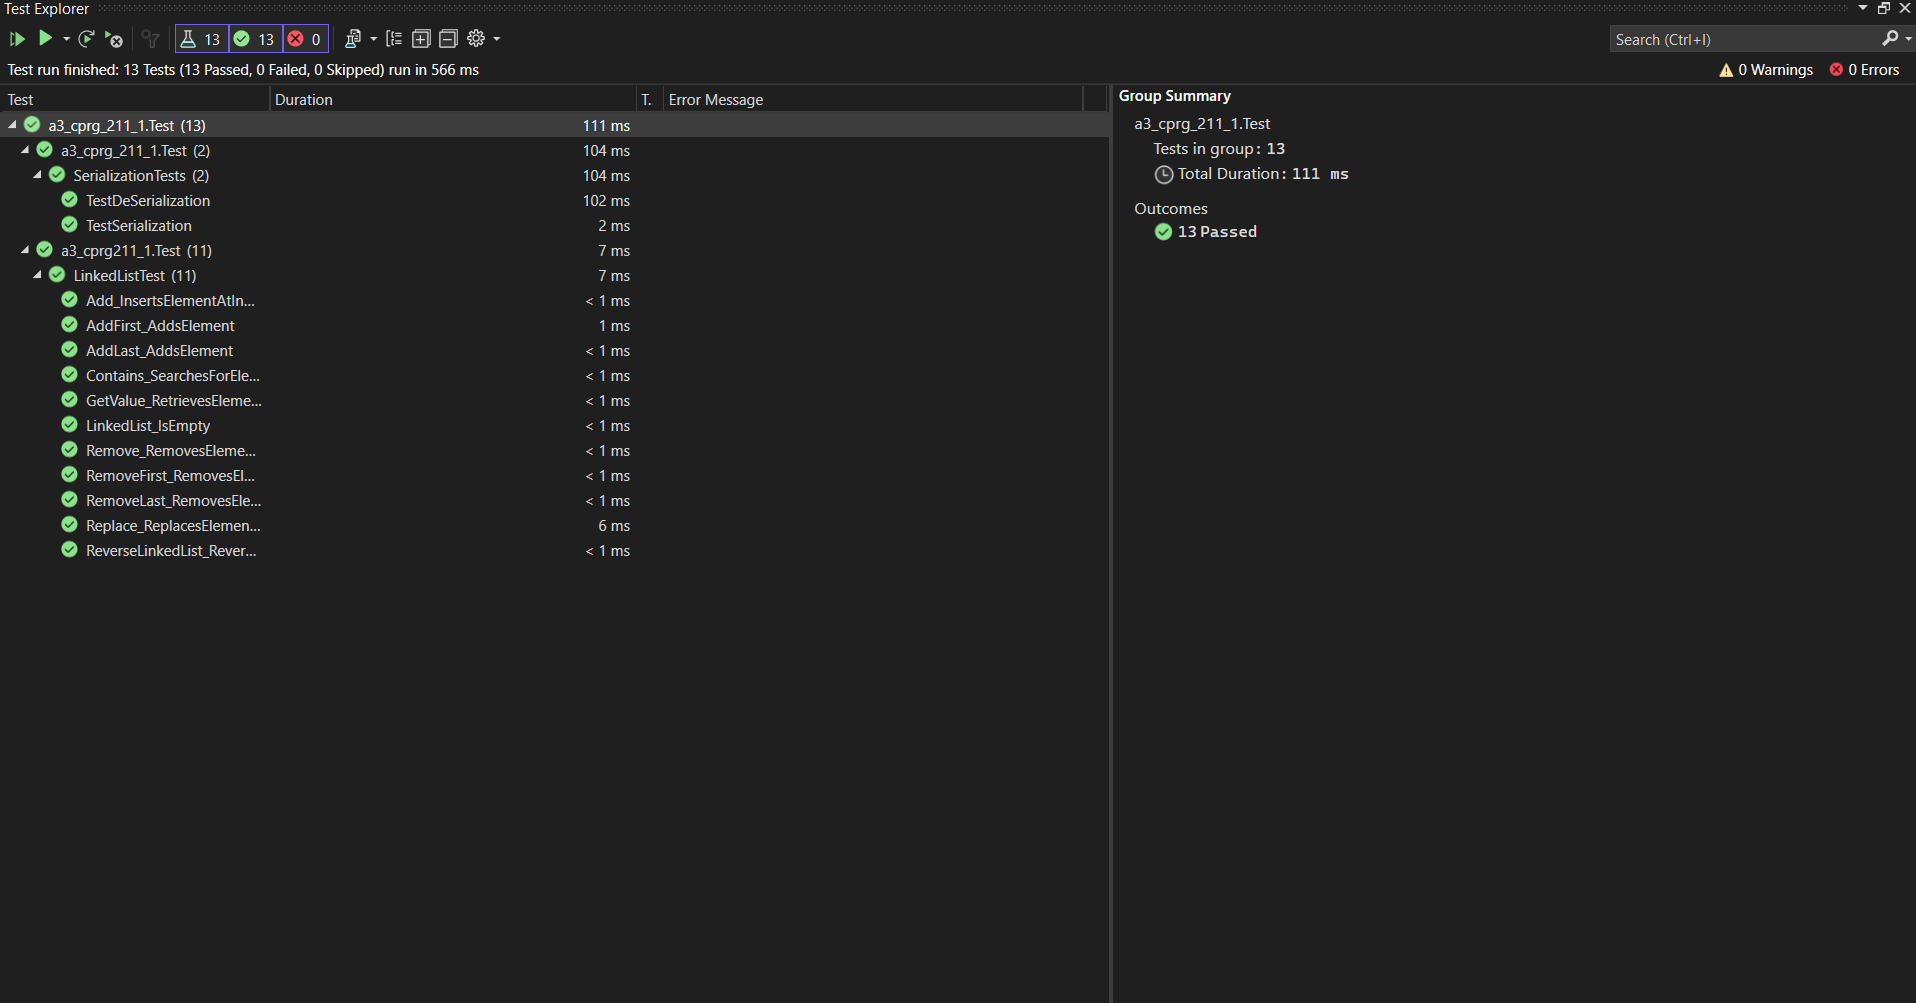 Test Explorer
13 13 0
Search (Ctrl+I)
Test run finished: 13 Tests (13 Passed, 0 Failed, 0 Skipped) run in 566 ms
0 Warnings 0 Errors
Test Duration T. Error Message
a3_cprg_211_1.Test (13) 111 ms
a3_cprg_211_1.Test (2) 104 ms
SerializationTests (2) 104 ms
TestDeSerialization 102 ms
TestSerialization 2 ms
a3_cprg211_1.Test (11) 7 ms
LinkedListTest (11) 7 ms
Add_InsertsElementAtIn... < 1 ms
AddFirst_AddsElement 1 ms
AddLast_AddsElement < 1 ms
Contains_SearchesForEle... < 1 ms
GetValue_RetrievesEleme... < 1 ms
LinkedList_IsEmpty < 1 ms
Remove_RemovesEleme... < 1 ms
RemoveFirst_RemovesEl... < 1 ms
RemoveLast_RemovesEle... < 1 ms
Replace_ReplacesElemen... 6 ms
ReverseLinkedList_Rever... < 1 ms
Group Summary
a3_cprg_211_1.Test
Tests in group: 13
Total Duration: 111 ms
Outcomes
13 Passed